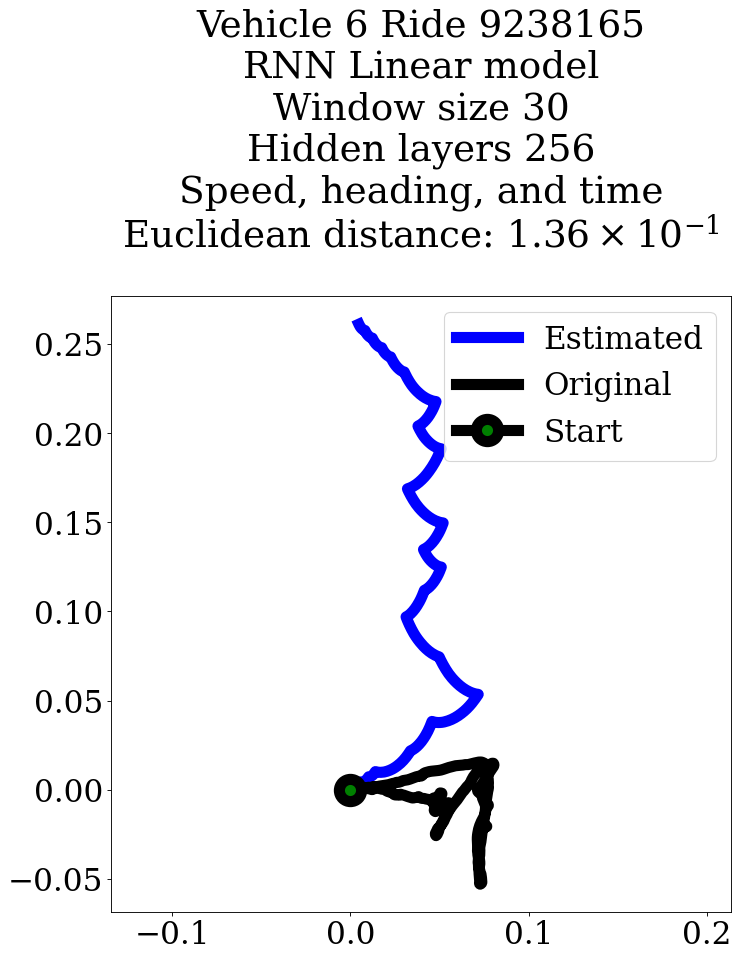 Vehicle 6 Ride 9238165
RNN Linear model
Window size 30
Hidden layers 256
Speed, heading, and time
Euclidean distance: 1.36 × 10⁻¹
Estimated
Original
Start
0.25
0.20
0.15
0.10
0.05
0.00
−0.05
−0.1 0.0 0.1 0.2